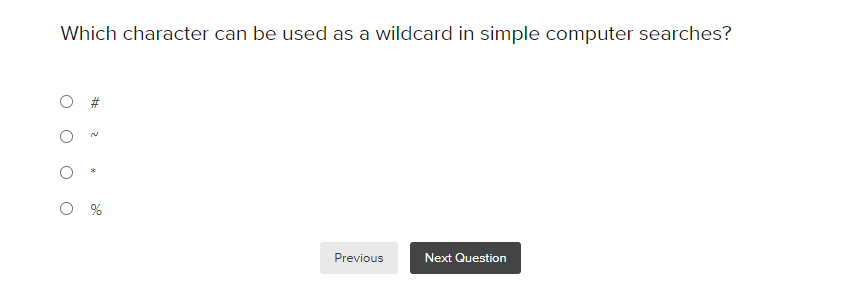 Which character can be used as a wildcard in simple computer searches?
#
~
*
%
Previous Next Question